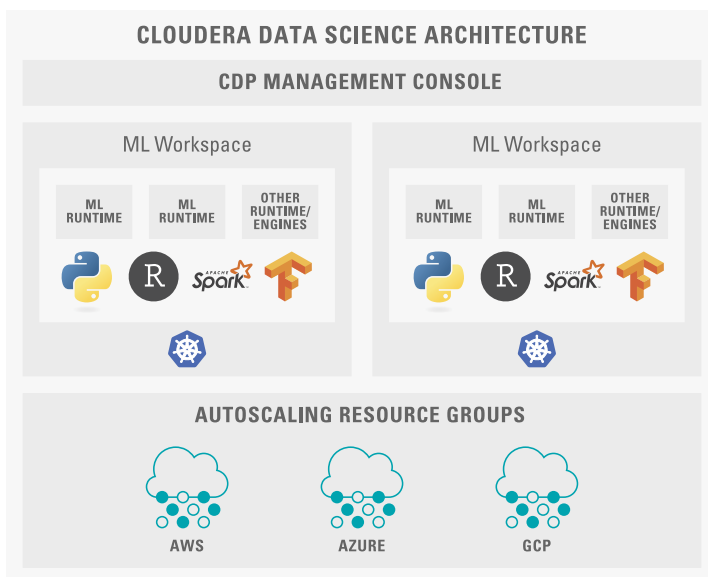 CLOUDERA DATA SCIENCE ARCHITECTURE
CDP MANAGEMENT CONSOLE
ML Workspace
ML
RUNTIME
ML
RUNTIME
OTHER
RUNTIME/
ENGINES
R
APACHE
Spark
ML Workspace
ML
RUNTIME
ML
RUNTIME
OTHER
RUNTIME/
ENGINES
R
APACHE
Spark
AUTOSCALING RESOURCE GROUPS
AWS
AZURE
GCP